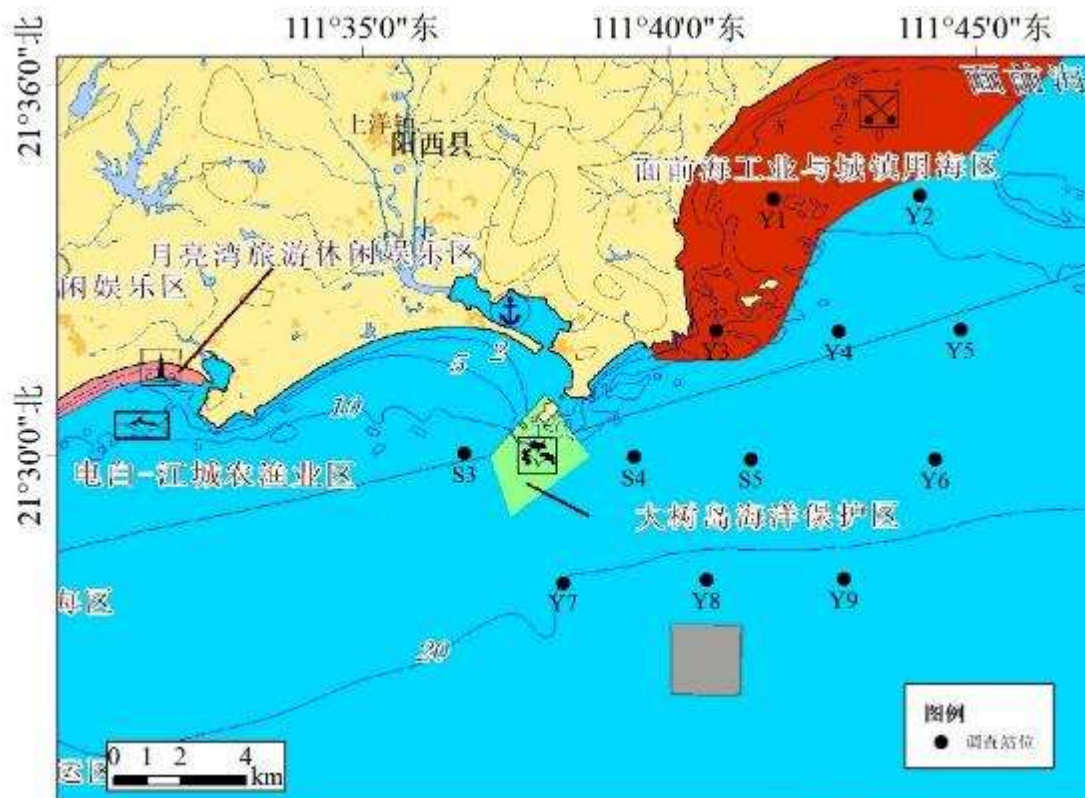 111°35'0"东
111°40'0"东
111°45'0"东
21°36'0"北
21°30'0"北
面前海
上洋镇
阳西县
面前海工业与城镇用海区
Y1
Y2
月亮湾旅游休闲娱乐区
闲娱乐区
Y3
Y4
Y5
2
5
10
S3
S4
S5
Y6
电白-江城农渔业区
大树岛海洋保护区
海区
Y7
Y8
Y9
20
运区
0 1 2 4
km
图例
调查站位